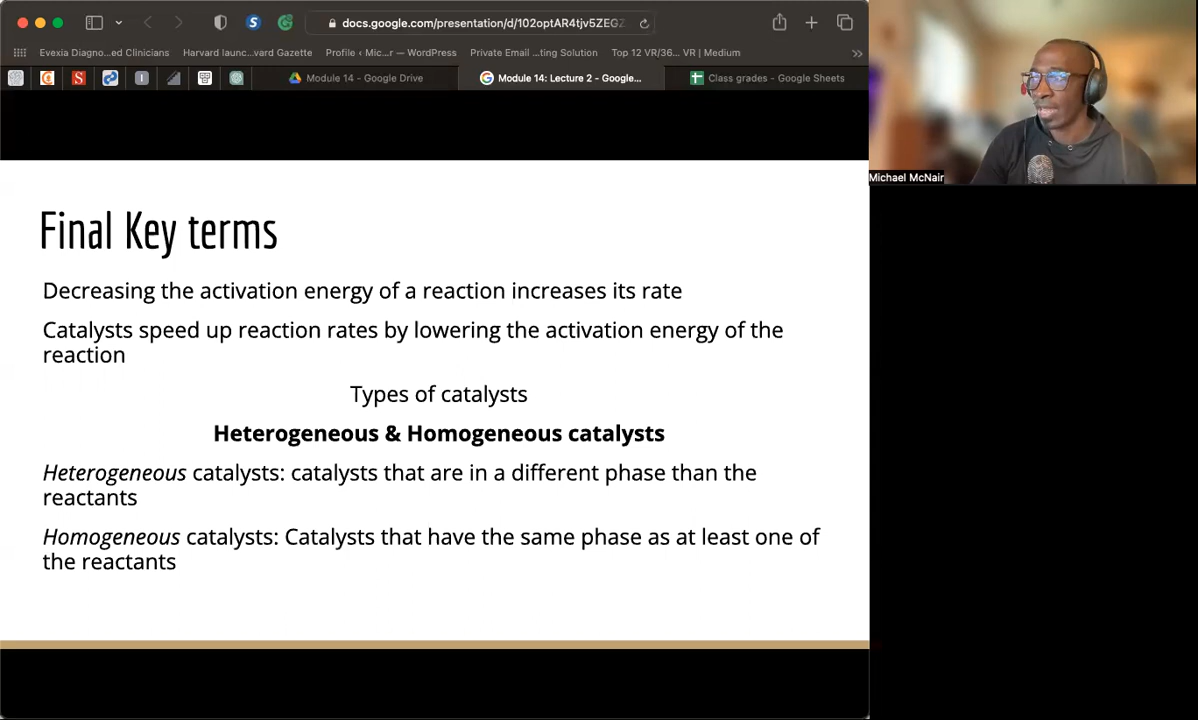 docs.google.com/presentation/d/102optAR4tjv5ZEGZ
Evexia Diagno...ed Clinicians Harvard launc...vard Gazette Profile ‹ Mic...r — WordPress Private Email ...ting Solution Top 12 VR/36... VR | Medium
Module 14 - Google Drive Module 14: Lecture 2 - Google... Class grades - Google Sheets
Michael McNair
Final Key terms
Decreasing the activation energy of a reaction increases its rate
Catalysts speed up reaction rates by lowering the activation energy of the
reaction
Types of catalysts
Heterogeneous & Homogeneous catalysts
Heterogeneous catalysts: catalysts that are in a different phase than the
reactants
Homogeneous catalysts: Catalysts that have the same phase as at least one of
the reactants